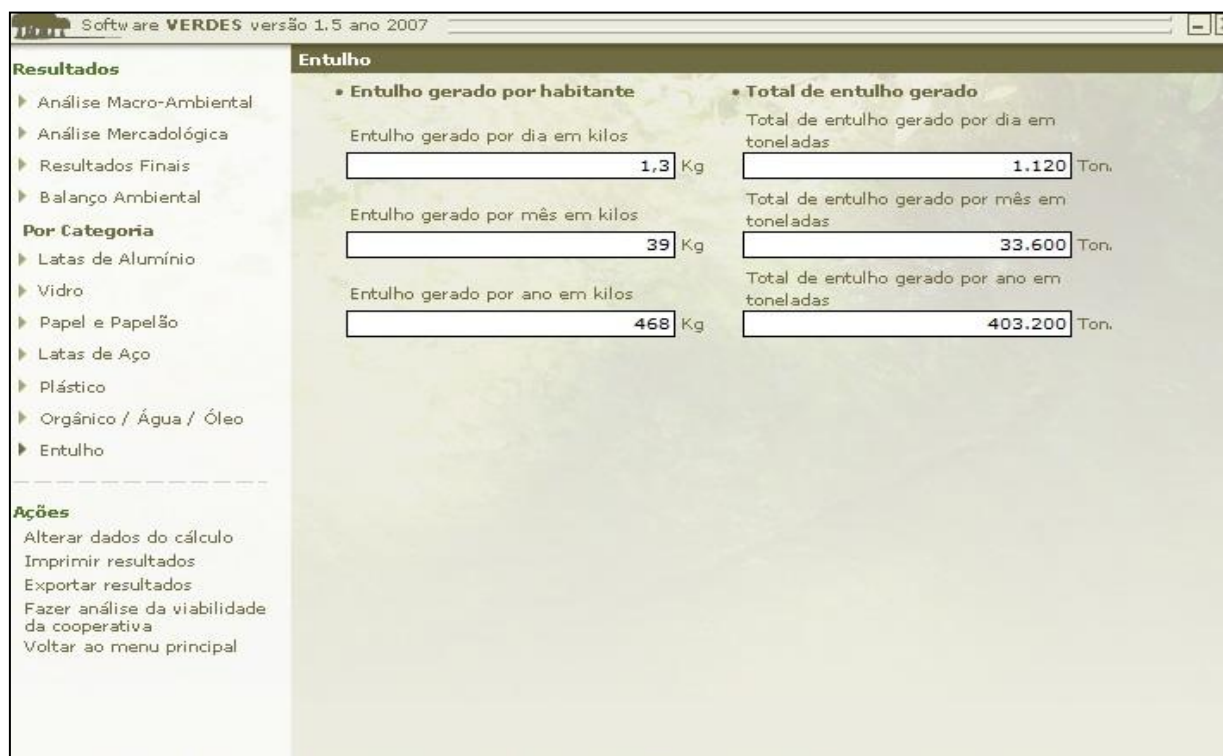 Software VERDES versão 1.5 ano 2007
Resultados
Análise Macro-Ambiental
Análise Mercadológica
Resultados Finais
Balanço Ambiental
Por Categoria
Latas de Alumínio
Vidro
Papel e Papelão
Latas de Aço
Plástico
Orgânico / Água / Óleo
Entulho
Ações
Alterar dados do cálculo
Imprimir resultados
Exportar resultados
Fazer análise da viabilidade
da cooperativa
Voltar ao menu principal
Entulho
• Entulho gerado por habitante
Entulho gerado por dia em kilos
1,3 Kg
Entulho gerado por mês em kilos
39 Kg
Entulho gerado por ano em kilos
468 Kg
• Total de entulho gerado
Total de entulho gerado por dia em
toneladas
1.120 Ton.
Total de entulho gerado por mês em
toneladas
33.600 Ton.
Total de entulho gerado por ano em
toneladas
403.200 Ton.